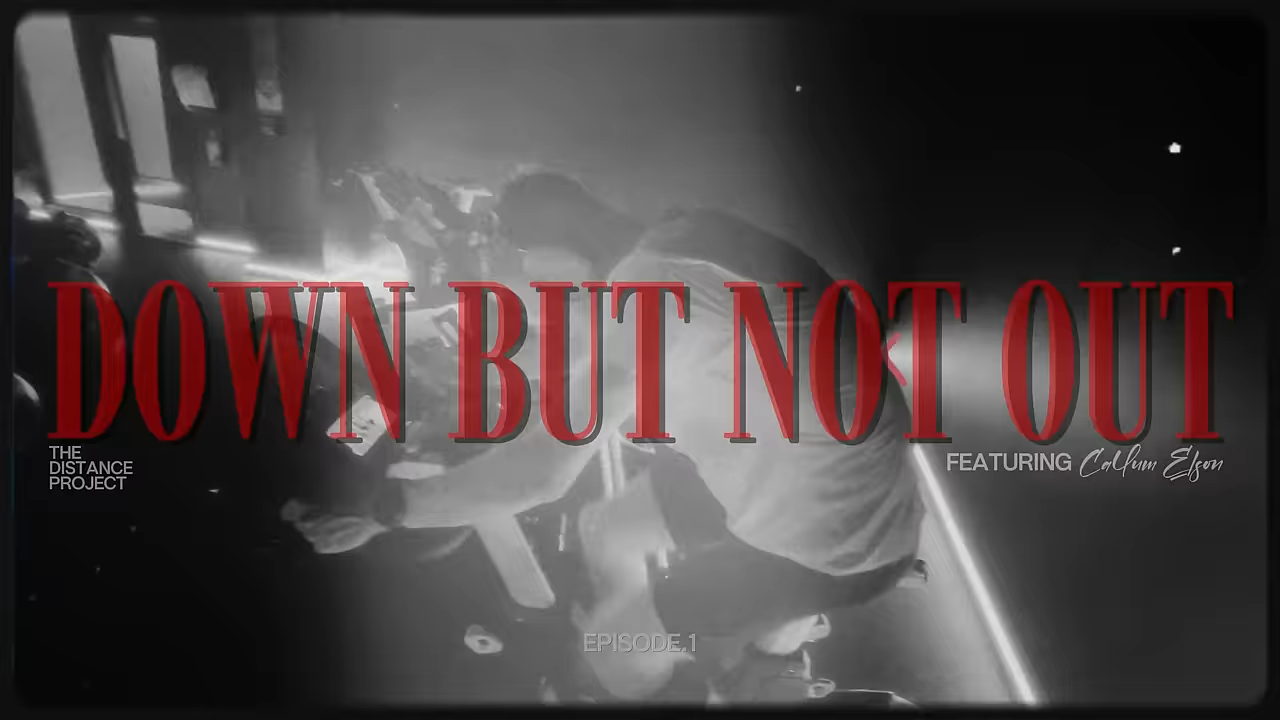 DOWN BUT NOT OUT
THE
DISTANCE
PROJECT
FEATURING Callum Elson
EPISODE.1